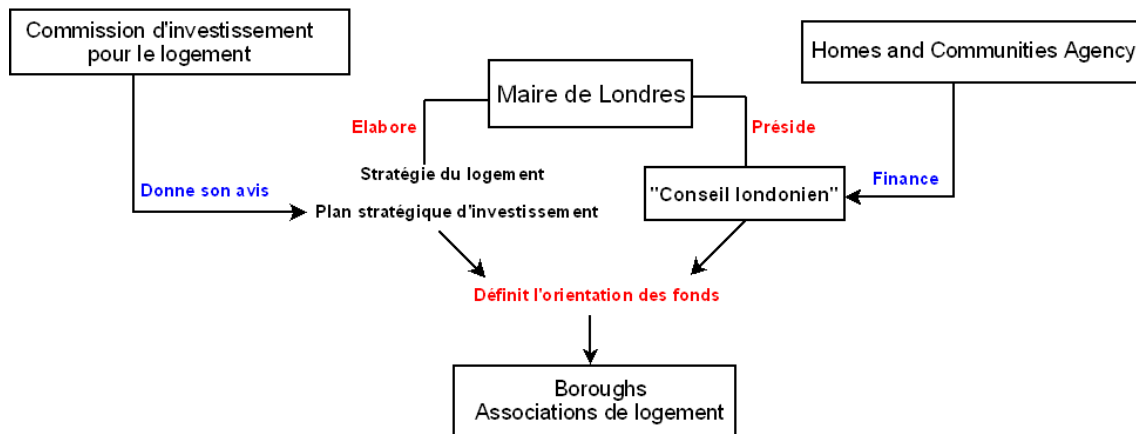 Commission d'investissement
pour le logement
Homes and Communities Agency
Maire de Londres
Elabore
Préside
Stratégie du logement
Donne son avis
Plan stratégique d'investissement
"Conseil londonien"
Finance
Définit l'orientation des fonds
Boroughs
Associations de logement